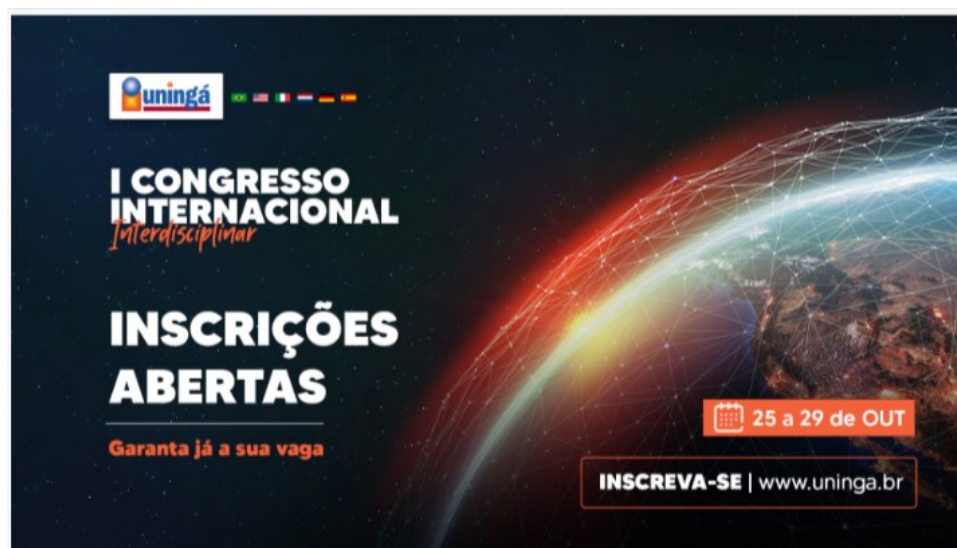 uningá
I CONGRESSO
INTERNACIONAL
Interdisciplinar
INSCRIÇÕES
ABERTAS
Garanta já a sua vaga
25 a 29 de OUT
INSCREVA-SE | www.uninga.br